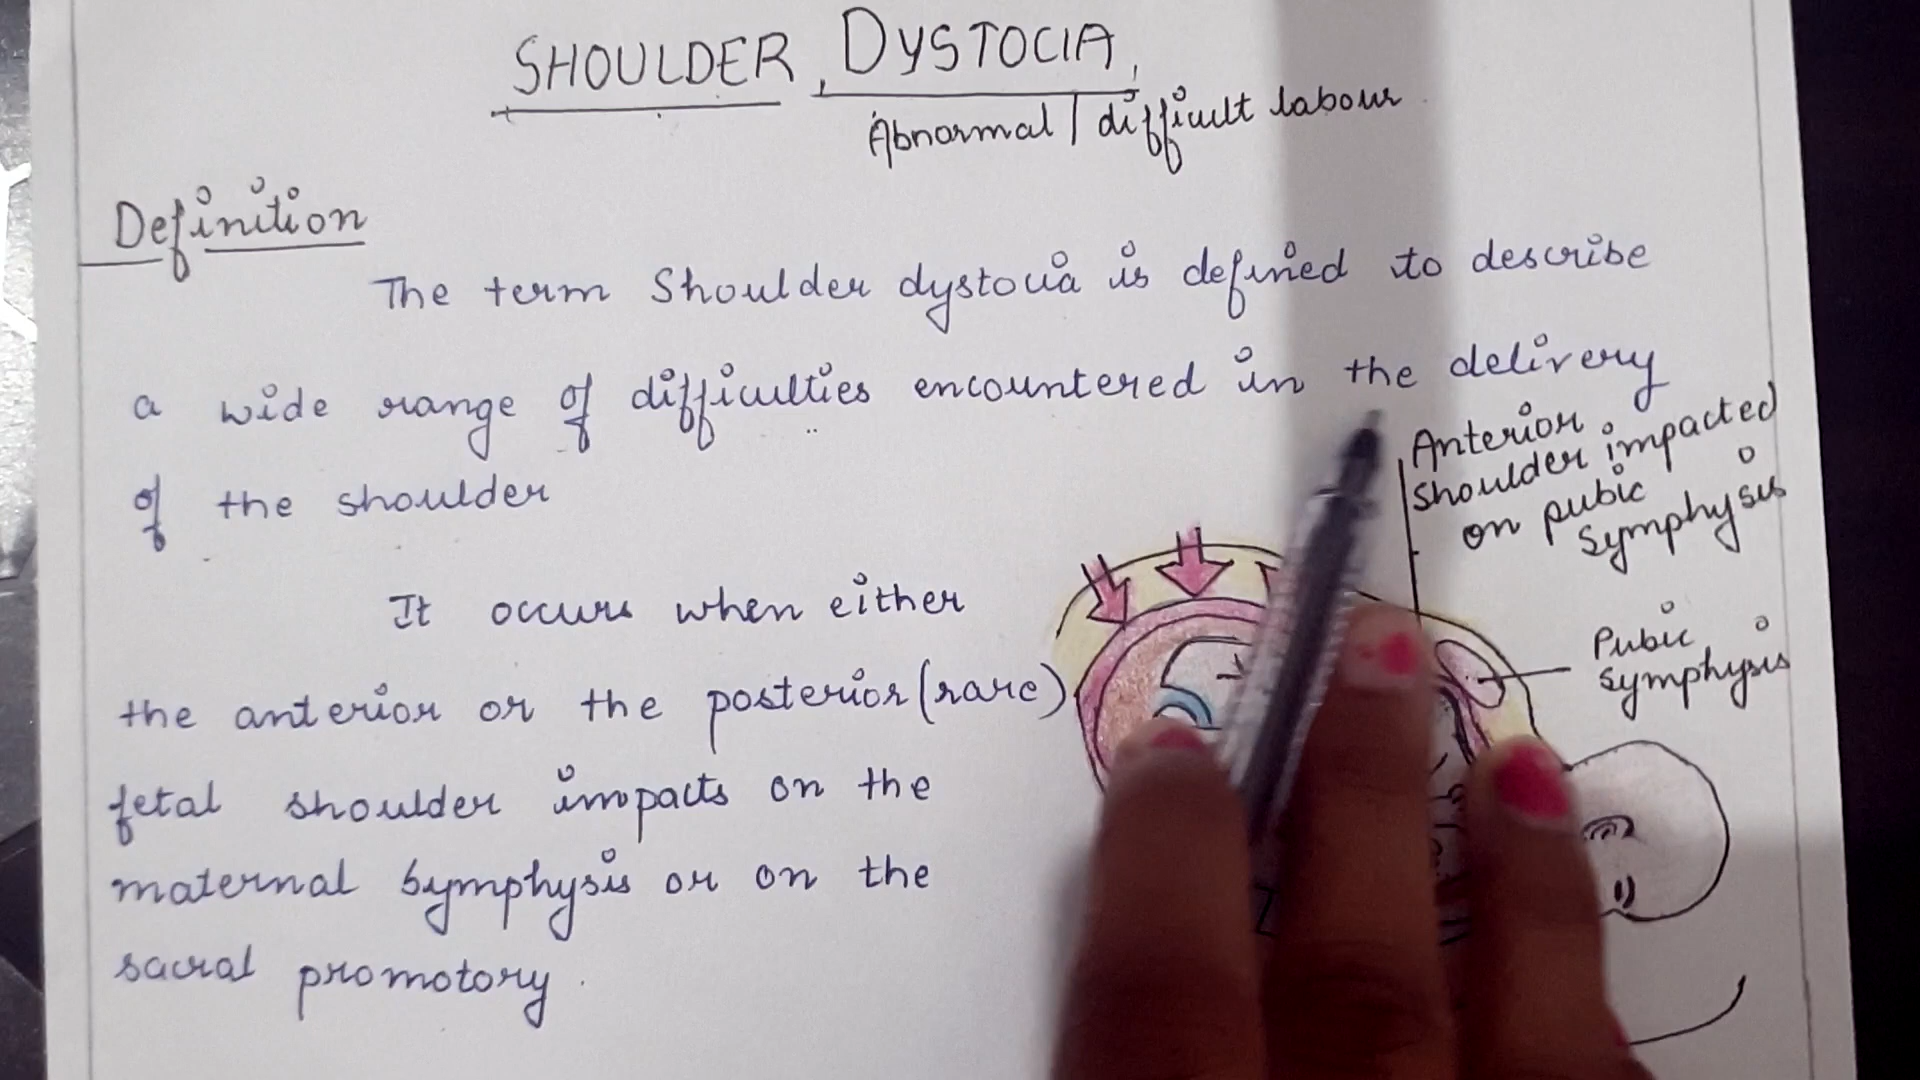 SHOULDER DYSTOCIA
Abnormal / difficult labour
Definition
The term Shoulder dystocia is defined to describe
a wide range of difficulties encountered in the delivery
of the shoulder
Anterior
shoulder impacted
on pubic
symphysis
It occurs when either
Pubic
symphysis
the anterior or the posterior (rare)
fetal shoulder impacts on the
maternal symphysis or on the
sacral promotory.